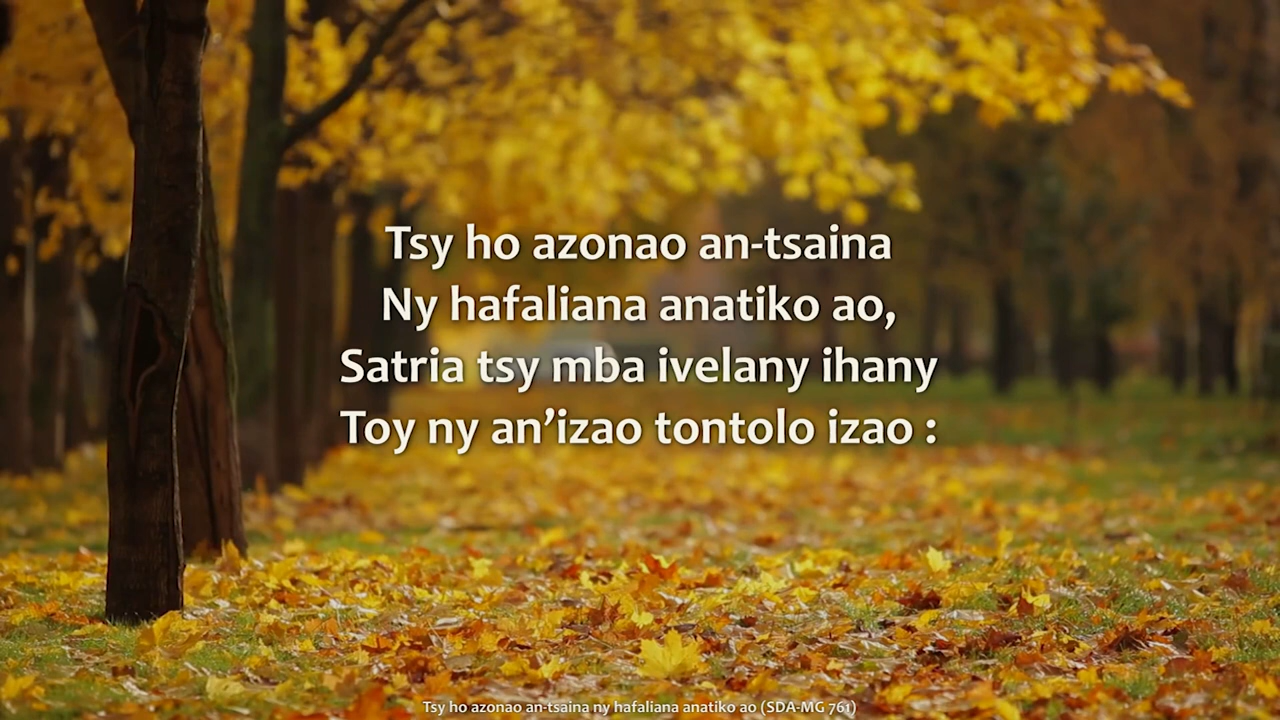 Tsy ho azonao an-tsaina
Ny hafaliana anatiko ao,
Satria tsy mba ivelany ihany
Toy ny an’izao tontolo izao :
Tsy ho azonao an-tsaina ny hafaliana anatiko ao (SDA-MG 761)